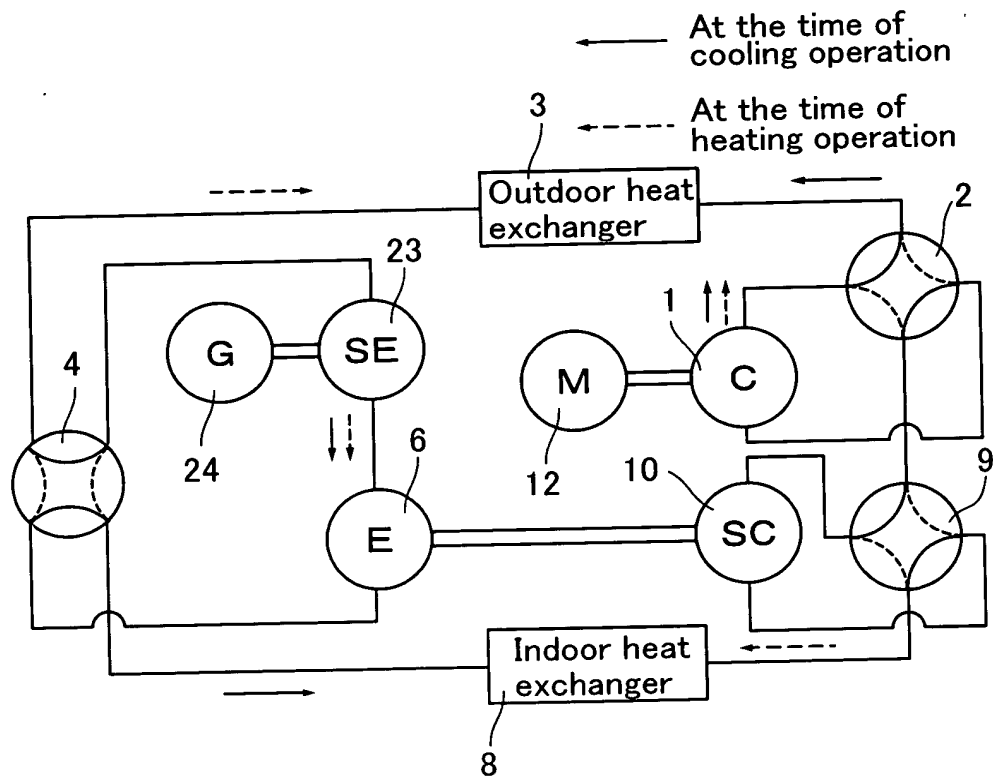 At the time of
cooling operation
At the time of
heating operation
3
Outdoor heat
exchanger
2
23
1
G
SE
4
M
C
24
6
12
10
9
E
SC
Indoor heat
exchanger
8